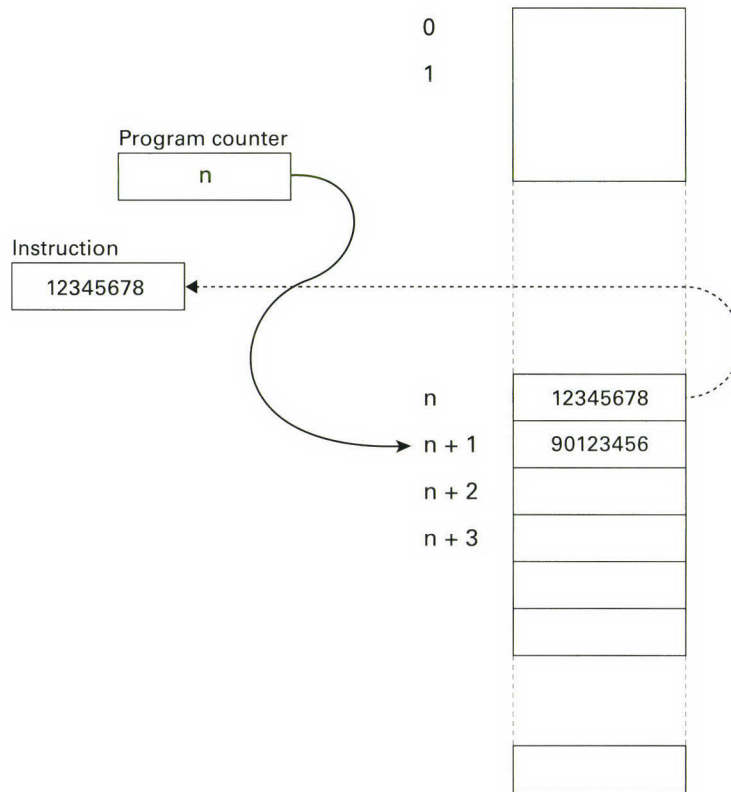 0
1
Program counter
n
Instruction
12345678
n 12345678
n + 1 90123456
n + 2
n + 3